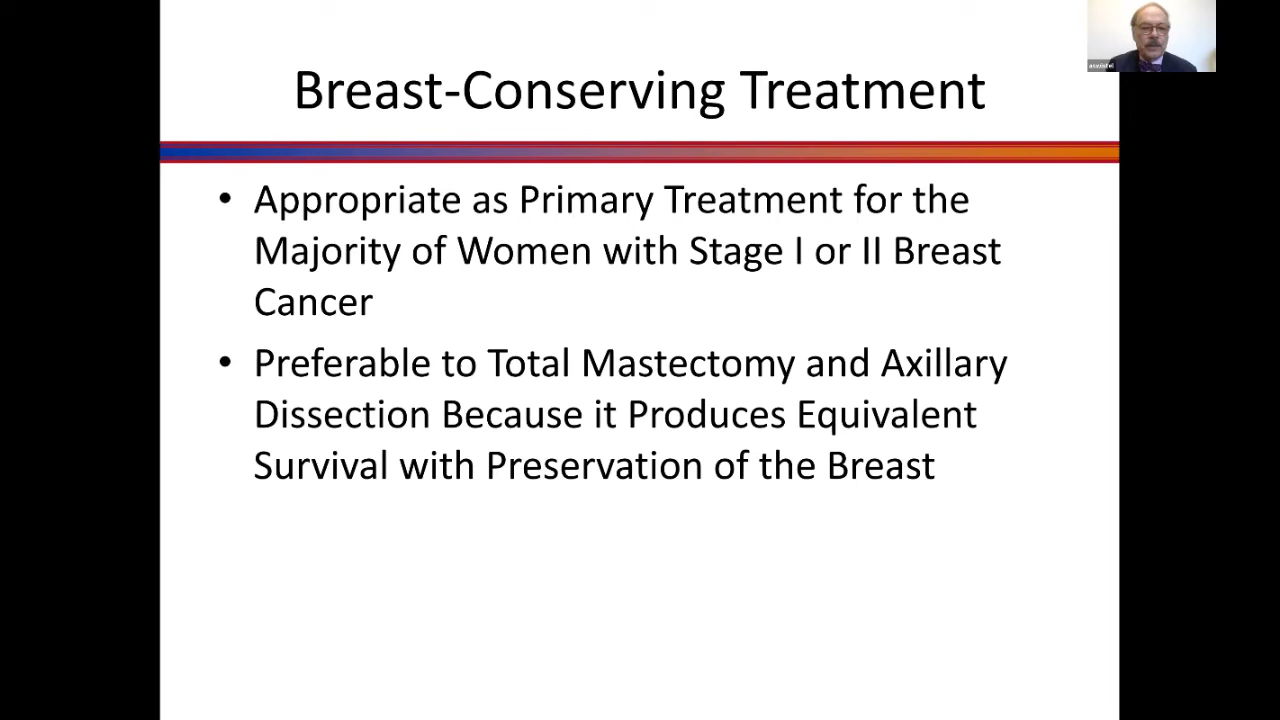 Breast-Conserving Treatment
• Appropriate as Primary Treatment for the
Majority of Women with Stage I or II Breast
Cancer
• Preferable to Total Mastectomy and Axillary
Dissection Because it Produces Equivalent
Survival with Preservation of the Breast